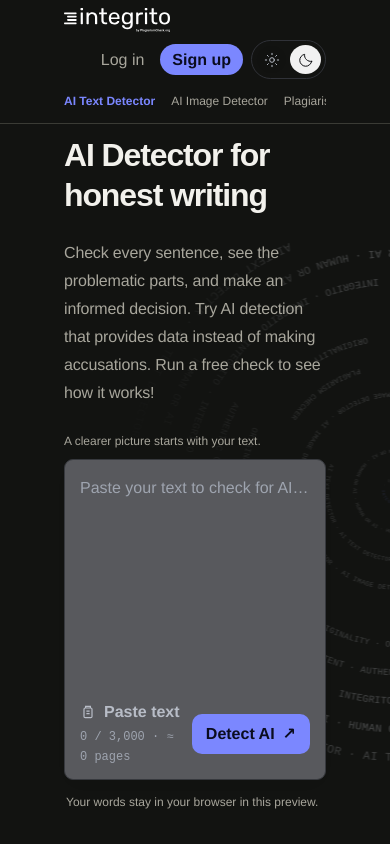 integrito
by PlagiarismCheck.org
Log in
Sign up
AI Text Detector
AI Image Detector
Plagiaris
AI Detector for
honest writing
Check every sentence, see the
problematic parts, and make an
informed decision. Try AI detection
that provides data instead of making
accusations. Run a free check to see
how it works!
A clearer picture starts with your text.
Paste your text to check for AI…
Paste text
0 / 3,000 · ≈
0 pages
Detect AI ↗
Your words stay in your browser in this preview.